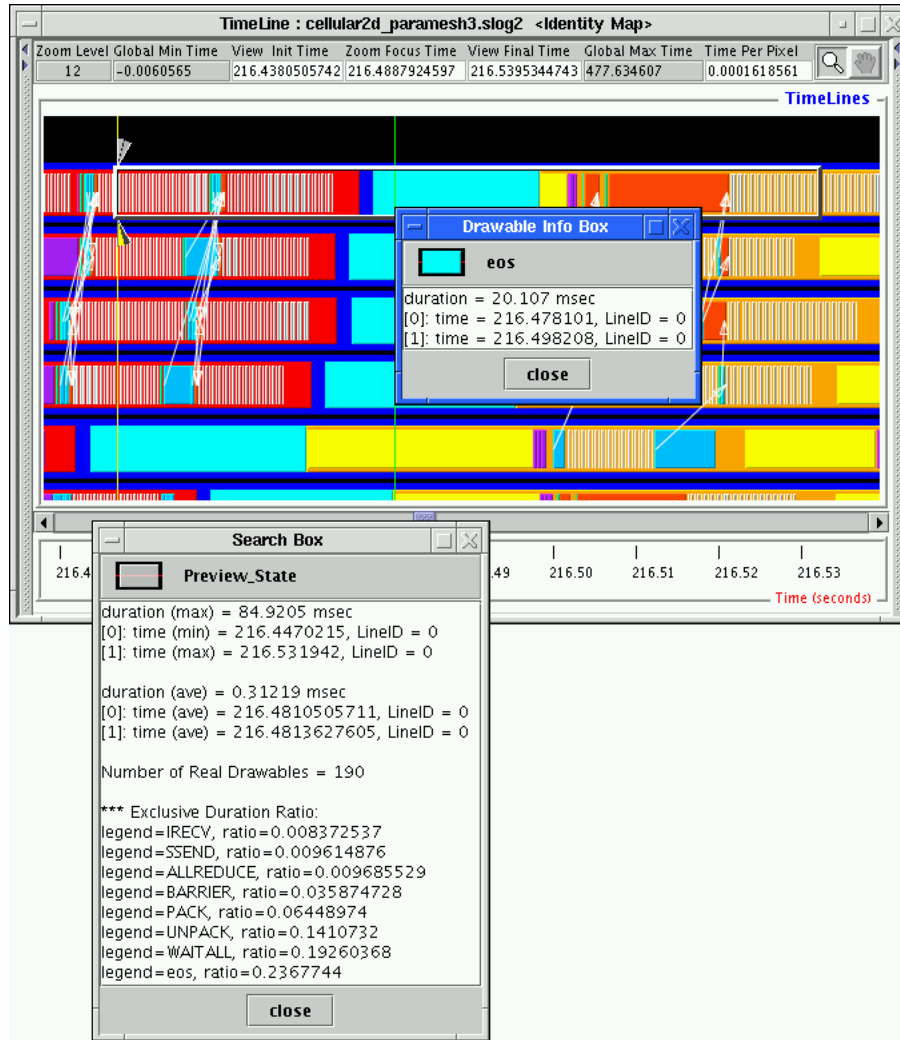 TimeLine : cellular2d_paramesh3.slog2 <Identity Map>
Zoom Level Global Min Time View Init Time Zoom Focus Time View Final Time Global Max Time Time Per Pixel
12 -0.0060565 216.4380505742 216.4887924597 216.5395344743 477.634607 0.0001618561
TimeLines
Drawable Info Box
eos
duration = 20.107 msec
[0]: time = 216.478101, LineID = 0
[1]: time = 216.498208, LineID = 0
close
216.4 .49 216.50 216.51 216.52 216.53
Time (seconds)
Search Box
Preview_State
duration (max) = 84.9205 msec
[0]: time (min) = 216.4470215, LineID = 0
[1]: time (max) = 216.531942, LineID = 0
duration (ave) = 0.31219 msec
[0]: time (ave) = 216.4810505711, LineID = 0
[1]: time (ave) = 216.4813627605, LineID = 0
Number of Real Drawables = 190
*** Exclusive Duration Ratio:
legend=IRECV, ratio=0.008372537
legend=SSEND, ratio=0.009614876
legend=ALLREDUCE, ratio=0.009685529
legend=BARRIER, ratio=0.035874728
legend=PACK, ratio=0.06448974
legend=UNPACK, ratio=0.1410732
legend=WAITALL, ratio=0.19260368
legend=eos, ratio=0.2367744
close